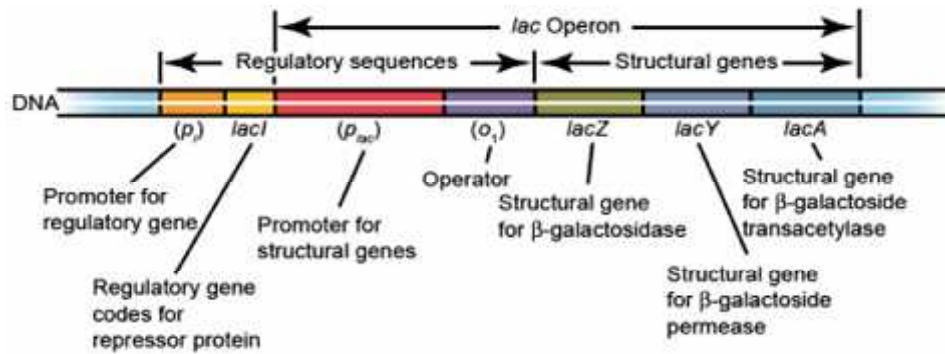 lac Operon
Regulatory sequences
Structural genes
DNA
(pᵢ)
lacI
(p_lac)
(o₁)
lacZ
lacY
lacA
Promoter for
regulatory gene
Regulatory gene
codes for
repressor protein
Promoter for
structural genes
Operator
Structural gene
for β-galactosidase
Structural gene
for β-galactoside
permease
Structural gene
for β-galactoside
transacetylase